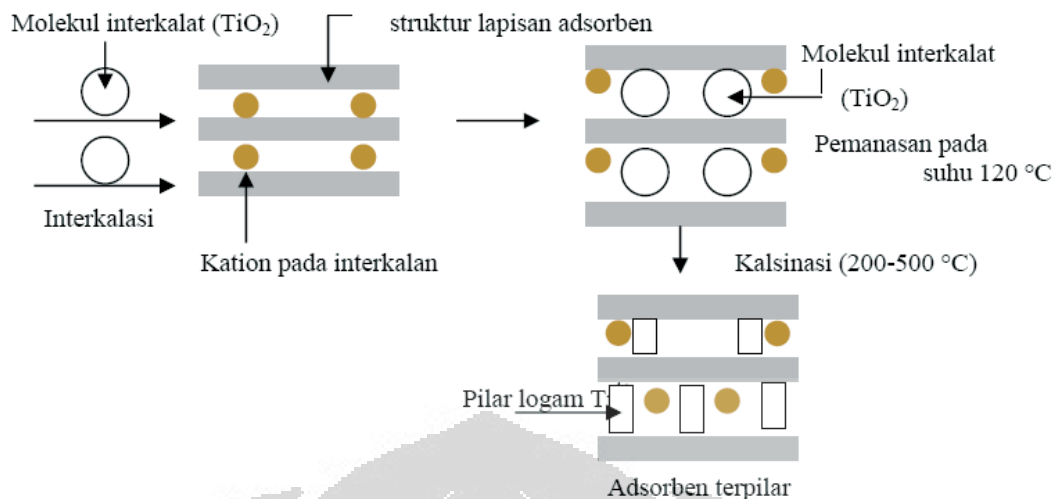 Molekul interkalat (TiO₂)
struktur lapisan adsorben
Molekul interkalat
(TiO₂)
Pemanasan pada
suhu 120 °C
Interkalasi
Kation pada interkalan
Kalsinasi (200-500 °C)
Pilar logam
Adsorben terpilar